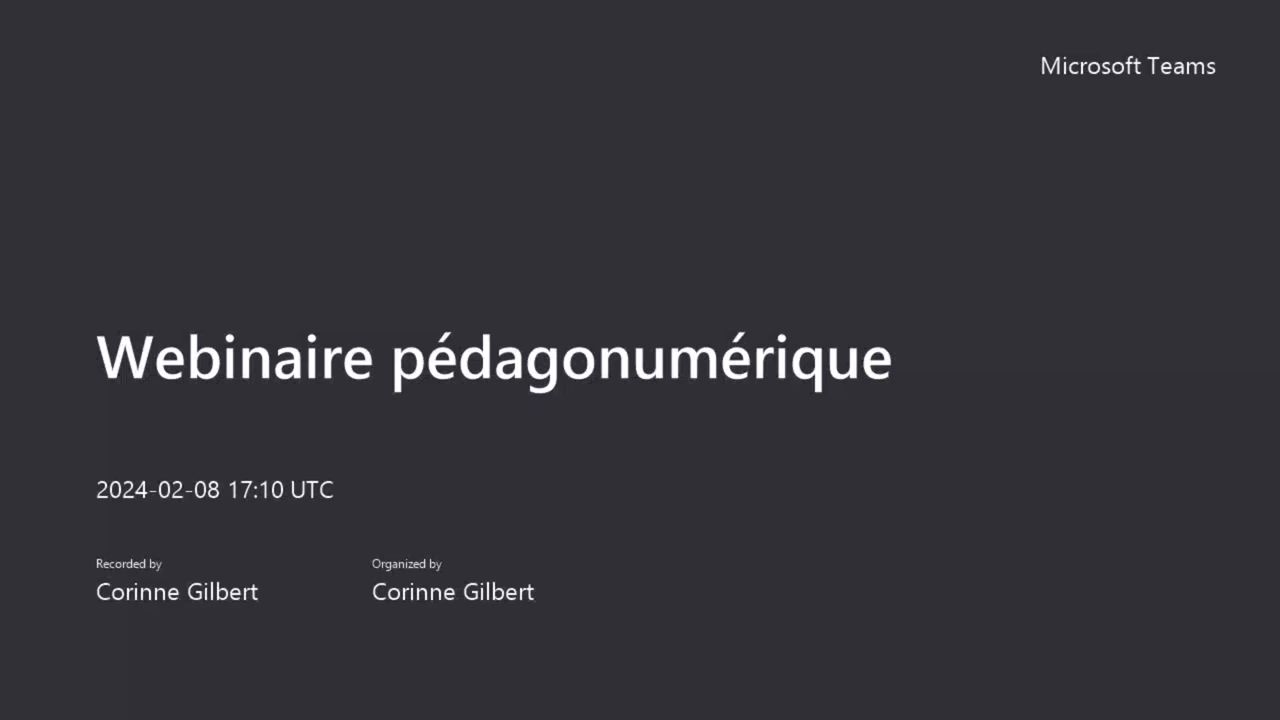 Microsoft Teams
Webinaire pédagonumérique
2024-02-08 17:10 UTC
Recorded by
Corinne Gilbert
Organized by
Corinne Gilbert